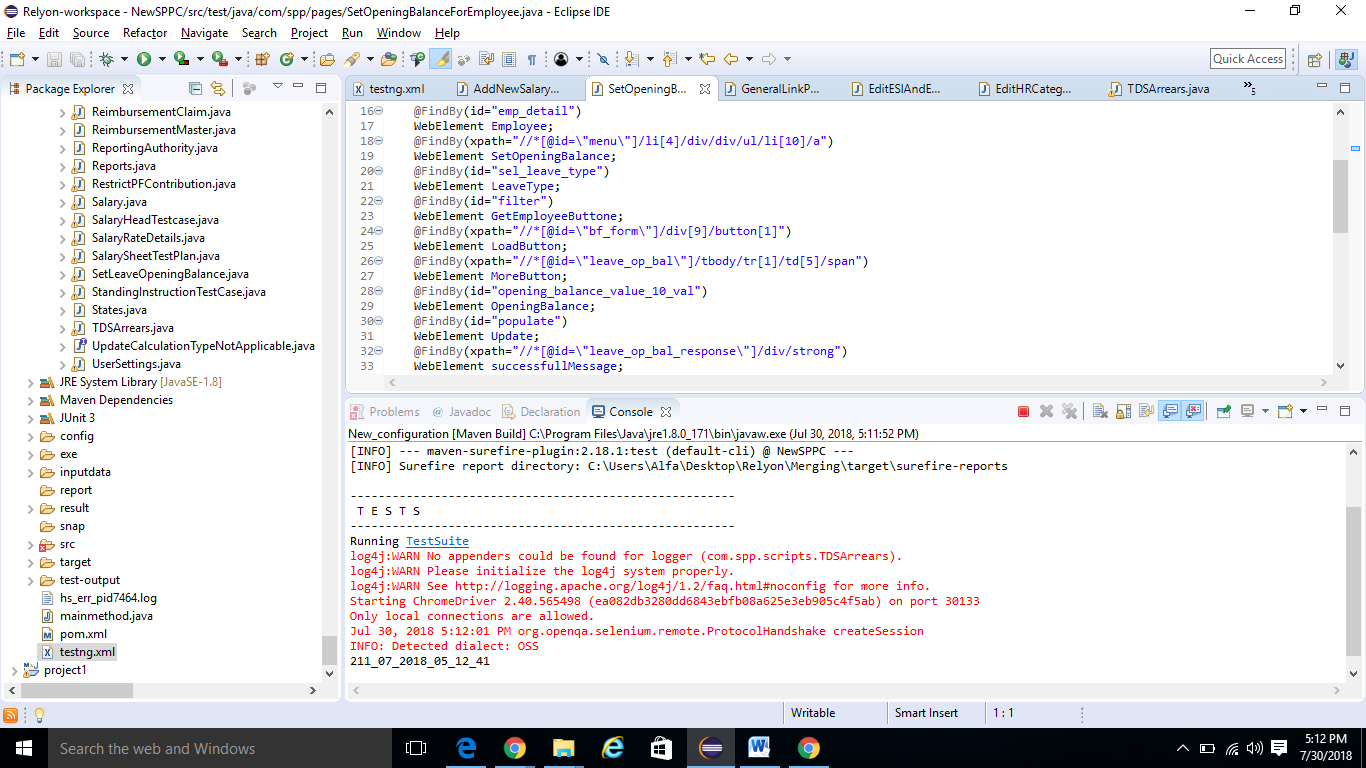 Relyon-workspace - NewSPPC/src/test/java/com/spp/pages/SetOpeningBalanceForEmployee.java - Eclipse IDE
File Edit Source Refactor Navigate Search Project Run Window Help
Quick Access
Package Explorer
ReimbursementClaim.java
ReimbursementMaster.java
ReportingAuthority.java
Reports.java
RestrictPFContribution.java
Salary.java
SalaryHeadTestcase.java
SalaryRateDetails.java
SalarySheetTestPlan.java
SetLeaveOpeningBalance.java
StandingInstructionTestCase.java
States.java
TDSArrears.java
UpdateCalculationTypeNotApplicable.java
UserSettings.java
JRE System Library [JavaSE-1.8]
Maven Dependencies
JUnit 3
config
exe
inputdata
report
result
snap
src
target
test-output
hs_err_pid7464.log
mainmethod.java
pom.xml
testng.xml
project1
testng.xml AddNewSalary... SetOpeningB... GeneralLinkP... EditESIAndE... EditHRCateg... TDSArrears.java »5
16 @FindBy(id="emp_detail")
17 WebElement Employee;
18 @FindBy(xpath="//*[@id=\"menu\"]/li[4]/div/div/ul/li[10]/a")
19 WebElement SetOpeningBalance;
20 @FindBy(id="sel_leave_type")
21 WebElement LeaveType;
22 @FindBy(id="filter")
23 WebElement GetEmployeeButtone;
24 @FindBy(xpath="//*[@id=\"bf_form\"]/div[9]/button[1]")
25 WebElement LoadButton;
26 @FindBy(xpath="//*[@id=\"leave_op_bal\"]/tbody/tr[1]/td[5]/span")
27 WebElement MoreButton;
28 @FindBy(id="opening_balance_value_10_val")
29 WebElement OpeningBalance;
30 @FindBy(id="populate")
31 WebElement Update;
32 @FindBy(xpath="//*[@id=\"leave_op_bal_response\"]/div/strong")
33 WebElement successfullMessage;
Problems @ Javadoc Declaration Console
New_configuration [Maven Build] C:\Program Files\Java\jre1.8.0_171\bin\javaw.exe (Jul 30, 2018, 5:11:52 PM)
[INFO] --- maven-surefire-plugin:2.18.1:test (default-cli) @ NewSPPC ---
[INFO] Surefire report directory: C:\Users\Alfa\Desktop\Relyon\Merging\target\surefire-reports
-------------------------------------------------------
T E S T S
-------------------------------------------------------
Running TestSuite
log4j:WARN No appenders could be found for logger (com.spp.scripts.TDSArrears).
log4j:WARN Please initialize the log4j system properly.
log4j:WARN See http://logging.apache.org/log4j/1.2/faq.html#noconfig for more info.
Starting ChromeDriver 2.40.565498 (ea082db3280dd6843ebfb08a625e3eb905c4f5ab) on port 30133
Only local connections are allowed.
Jul 30, 2018 5:12:01 PM org.openqa.selenium.remote.ProtocolHandshake createSession
INFO: Detected dialect: OSS
211_07_2018_05_12_41
Writable Smart Insert 1 : 1
Search the web and Windows
5:12 PM
7/30/2018